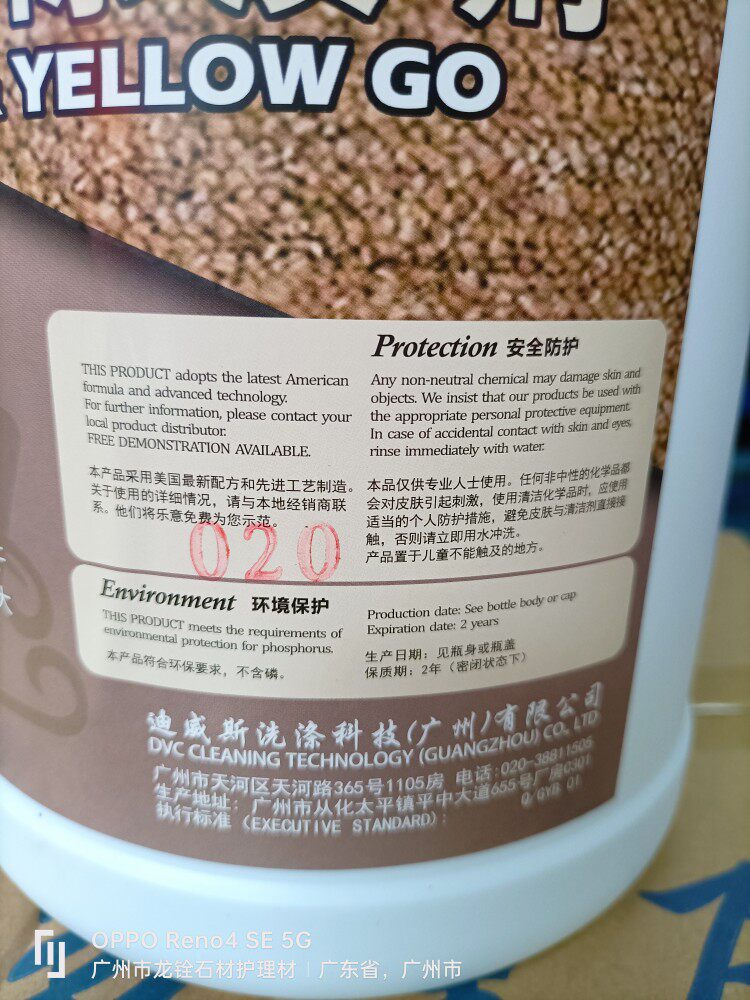 YELLOW GO
THIS PRODUCT adopts the latest American
formula and advanced technology.
For further information, please contact your
local product distributor.
FREE DEMONSTRATION AVAILABLE.
本产品采用美国最新配方和先进工艺制造。
关于使用的详细情况，请与本地经销商联
系。他们将乐意免费为您示范。
020
Protection 安全防护
Any non-neutral chemical may damage skin and
objects. We insist that our products be used with
the appropriate personal protective equipment.
In case of accidental contact with skin and eyes,
rinse immediately with water.
本品仅供专业人士使用。任何非中性的化学品都
会对皮肤引起刺激，使用清洁化学品时，应使用
适当的个人防护措施，避免皮肤与清洁剂直接接
触，否则请立即用水冲洗。
产品置于儿童不能触及的地方。
Environment 环境保护
THIS PRODUCT meets the requirements of
environmental protection for phosphorus.
本产品符合环保要求，不含磷。
Production date: See bottle body or cap
Expiration date: 2 years
生产日期：见瓶身或瓶盖
保质期：2年（密闭状态下）
迪威斯洗涤科技(广州)有限公司
DVC CLEANING TECHNOLOGY (GUANGZHOU) CO., LTD
广州市天河区天河路365号1105房 电话:020-38811505
生产地址：广州市从化太平镇平中大道655号厂房C301
执行标准（EXECUTIVE STANDARD）: Q/GYB 01
OPPO Reno4 SE 5G
广州市龙铨石材护理材 | 广东省，广州市